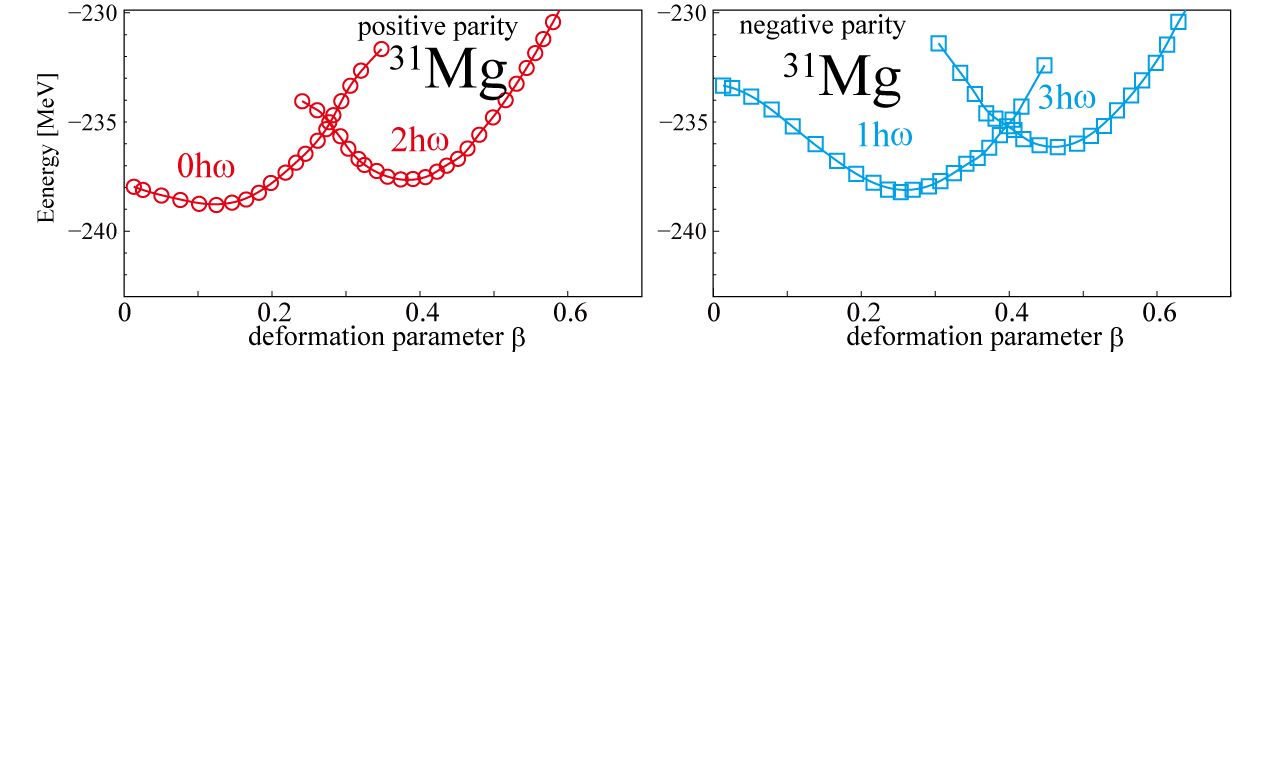 −230
−235
−240
Eenergy [MeV]
positive parity
31Mg
0hω
2hω
0 0.2 0.4 0.6
deformation parameter β
−230
−235
−240
negative parity
31Mg
1hω
3hω
0 0.2 0.4 0.6
deformation parameter β